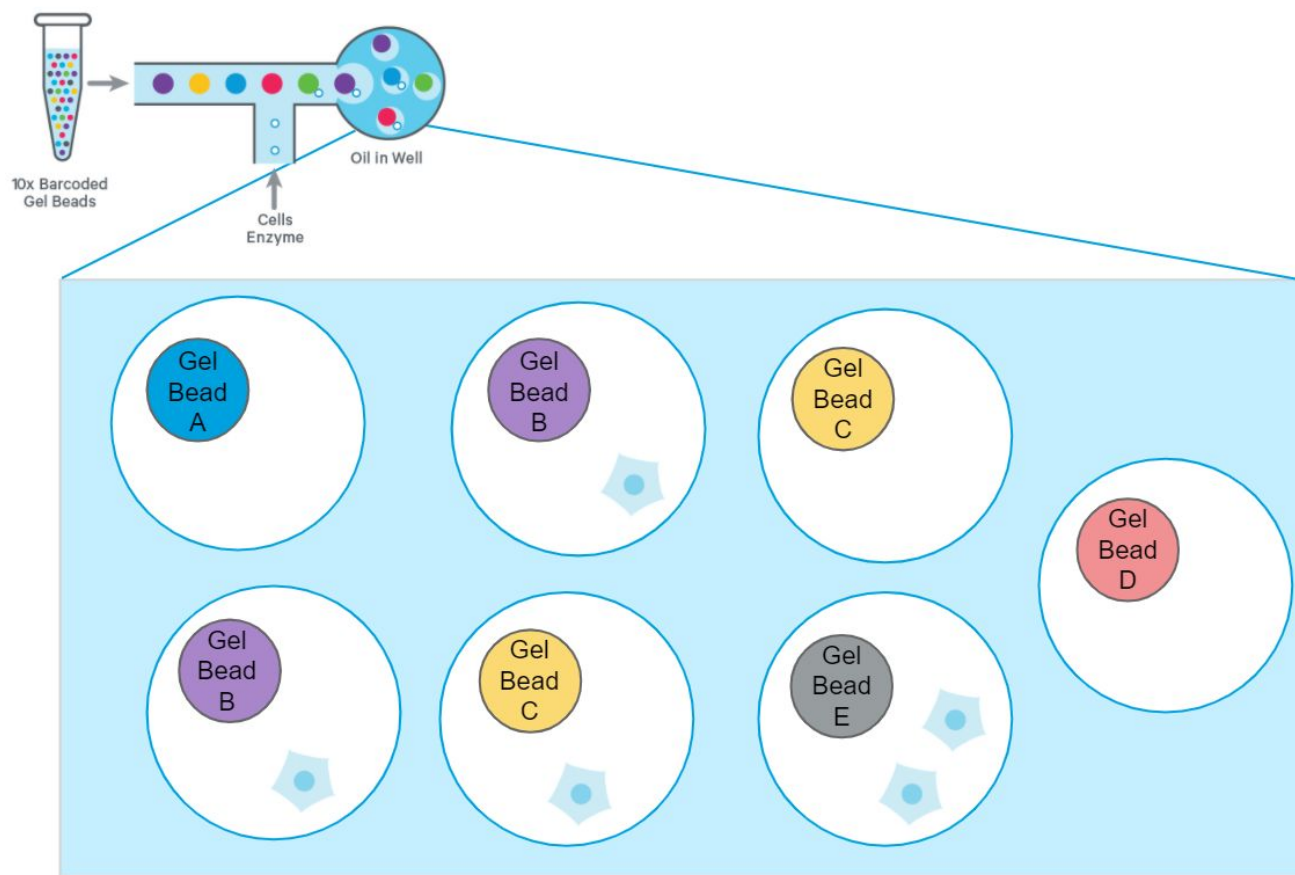 10x Barcoded
Gel Beads
Cells
Enzyme
Oil in Well
Gel
Bead
A
Gel
Bead
B
Gel
Bead
C
Gel
Bead
D
Gel
Bead
B
Gel
Bead
C
Gel
Bead
E